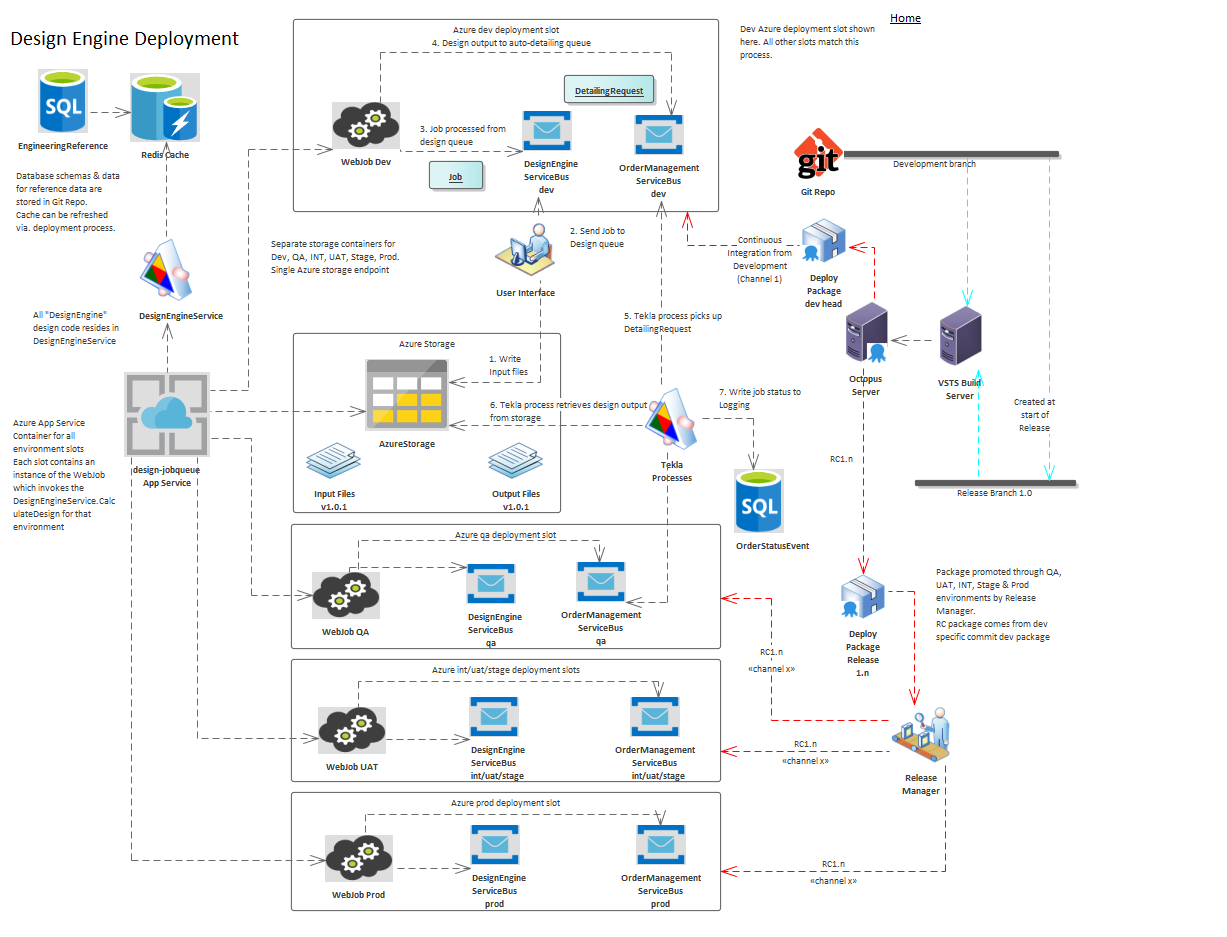 Home
Design Engine Deployment
Azure dev deployment slot
4. Design output to auto-detailing queue
Dev Azure deployment slot shown
here. All other slots match this
process.
SQL
EngineeringReference
Redis Cache
DetailingRequest
WebJob Dev
3. Job processed from
design queue
Job
DesignEngine
ServiceBus
dev
OrderManagement
ServiceBus
dev
git
Git Repo
Development branch
Database schemas & data
for reference data are
stored in Git Repo.
Cache can be refreshed
via. deployment process.
Separate storage containers for
Dev, QA, INT, UAT, Stage, Prod.
Single Azure storage endpoint
2. Send Job to
Design queue
User Interface
Continuous
Integration from
Development
(Channel 1)
Deploy
Package
dev head
DesignEngineService
All "DesignEngine"
design code resides in
DesignEngineService
5. Tekla process picks up
DetailingRequest
Azure Storage
1. Write
Input files
AzureStorage
6. Tekla process retrieves design output
from storage
7. Write job status to
Logging
Octopus
Server
VSTS Build
Server
Created at
start of
Release
Azure App Service
Container for all
environment slots
Each slot contains an
instance of the WebJob
which invokes the
DesignEngineService.Calc
ulateDesign for that
environment
design-jobqueue
App Service
Input Files
v1.0.1
Output Files
v1.0.1
Tekla
Processes
RC1.n
Release Branch 1.0
SQL
OrderStatusEvent
Azure qa deployment slot
WebJob QA
DesignEngine
ServiceBus
qa
OrderManagement
ServiceBus
qa
Package promoted through QA,
UAT, INT, Stage & Prod
environments by Release
Manager.
RC package comes from dev
specific commit dev package
Deploy
Package
Release
1.n
RC1.n
«channel x»
Azure int/uat/stage deployment slots
WebJob UAT
DesignEngine
ServiceBus
int/uat/stage
OrderManagement
ServiceBus
int/uat/stage
RC1.n
«channel x»
Release
Manager
Azure prod deployment slot
WebJob Prod
DesignEngine
ServiceBus
prod
OrderManagement
ServiceBus
prod
RC1.n
«channel x»